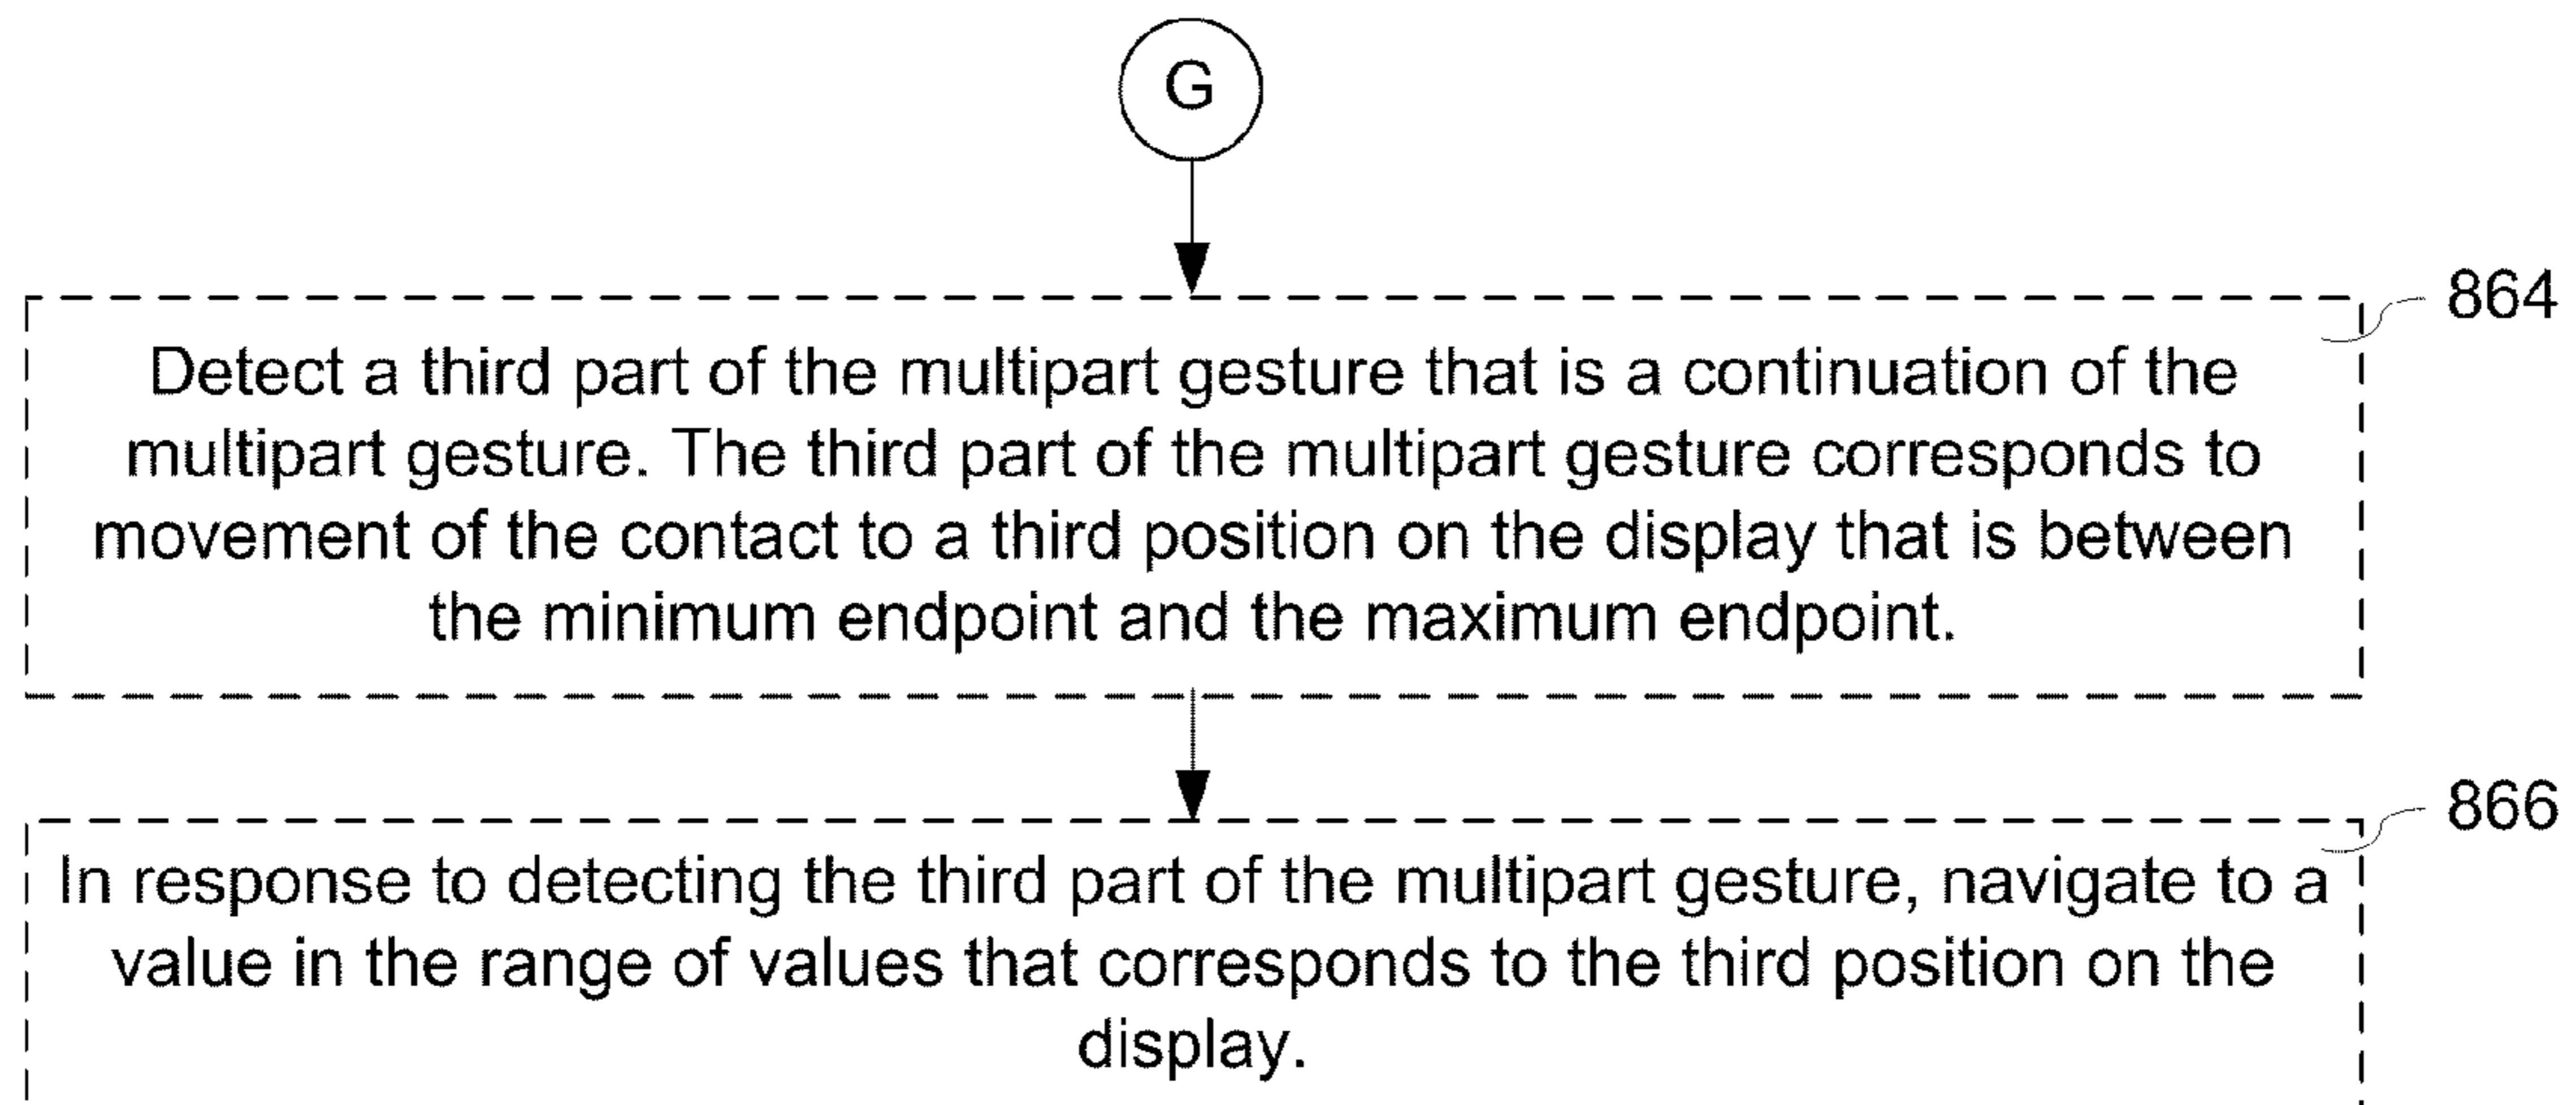 G
864
Detect a third part of the multipart gesture that is a continuation of the
multipart gesture. The third part of the multipart gesture corresponds to
movement of the contact to a third position on the display that is between
the minimum endpoint and the maximum endpoint.
866
In response to detecting the third part of the multipart gesture, navigate to a
value in the range of values that corresponds to the third position on the
display.